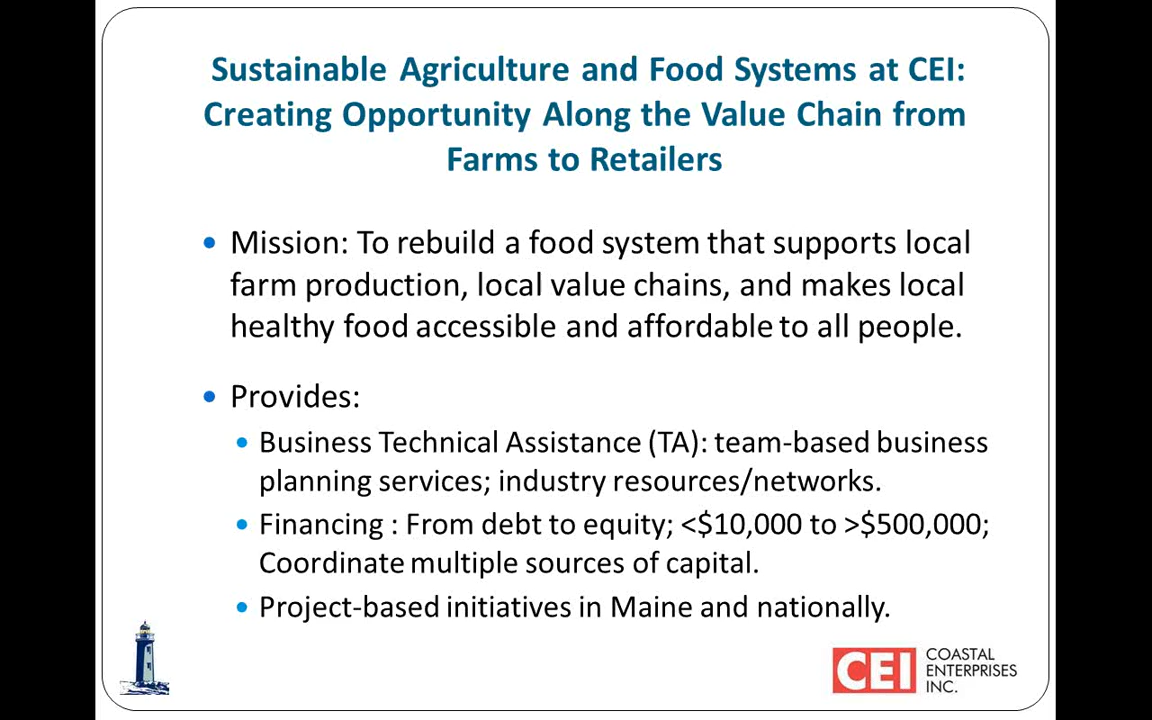 Sustainable Agriculture and Food Systems at CEI:
Creating Opportunity Along the Value Chain from
Farms to Retailers
• Mission: To rebuild a food system that supports local
farm production, local value chains, and makes local
healthy food accessible and affordable to all people.
• Provides:
• Business Technical Assistance (TA): team-based business
planning services; industry resources/networks.
• Financing : From debt to equity; <$10,000 to >$500,000;
Coordinate multiple sources of capital.
• Project-based initiatives in Maine and nationally.
CEI
COASTAL
ENTERPRISES
INC.